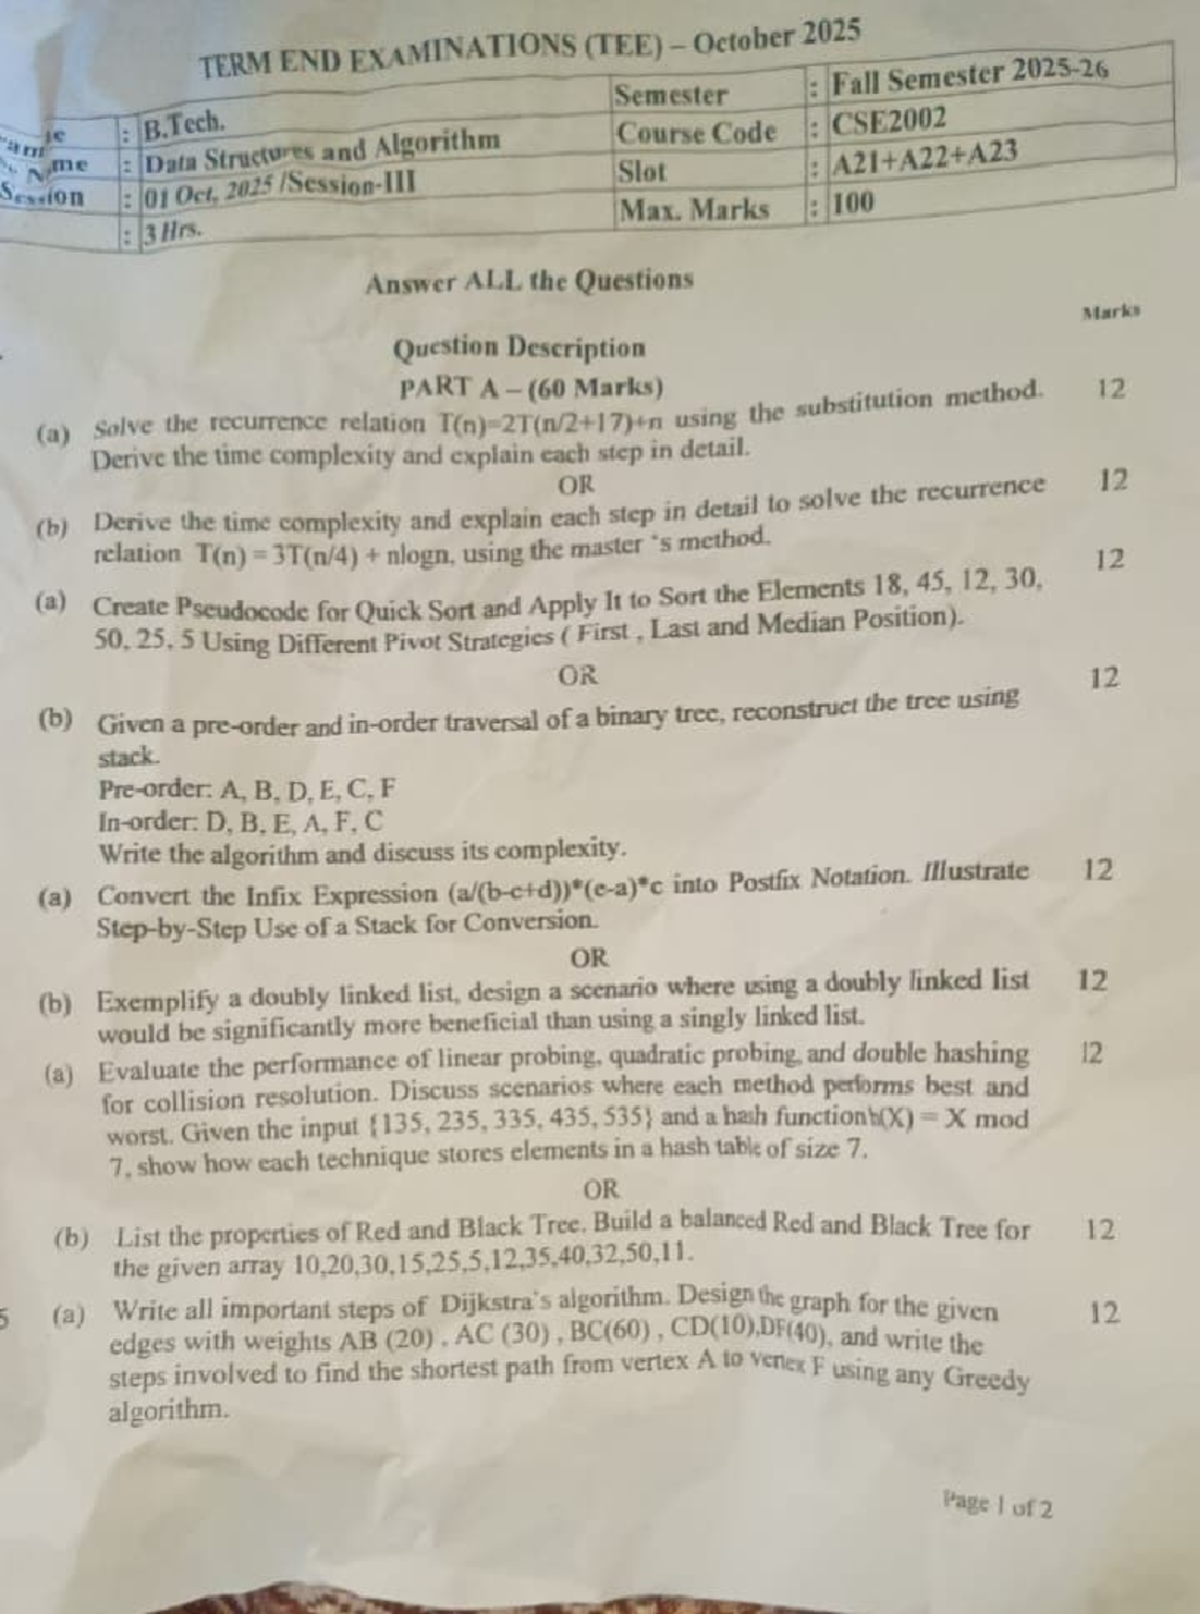 TERM END EXAMINATIONS (TEE) – October 2025
: B.Tech. Semester : Fall Semester 2025-26
: Data Structures and Algorithm Course Code : CSE2002
Session : 01 Oct, 2025 /Session-III Slot : A21+A22+A23
: 3 Hrs. Max. Marks : 100
Answer ALL the Questions
Marks
Question Description
PART A – (60 Marks)
(a) Solve the recurrence relation T(n)=2T(n/2+17)+n using the substitution method. 12
Derive the time complexity and explain each step in detail.
OR
(b) Derive the time complexity and explain each step in detail to solve the recurrence 12
relation T(n) = 3T(n/4) + nlogn, using the master 's method.
(a) Create Pseudocode for Quick Sort and Apply It to Sort the Elements 18, 45, 12, 30, 12
50, 25, 5 Using Different Pivot Strategies ( First , Last and Median Position).
OR
(b) Given a pre-order and in-order traversal of a binary tree, reconstruct the tree using 12
stack.
Pre-order: A, B, D, E, C, F
In-order: D, B, E, A, F, C
Write the algorithm and discuss its complexity.
(a) Convert the Infix Expression (a/(b-c+d))*(e-a)*c into Postfix Notation. Illustrate 12
Step-by-Step Use of a Stack for Conversion.
OR
(b) Exemplify a doubly linked list, design a scenario where using a doubly linked list 12
would be significantly more beneficial than using a singly linked list.
(a) Evaluate the performance of linear probing, quadratic probing, and double hashing 12
for collision resolution. Discuss scenarios where each method performs best and
worst. Given the input {135, 235, 335, 435, 535} and a hash function h(X) = X mod
7, show how each technique stores elements in a hash table of size 7.
OR
(b) List the properties of Red and Black Tree. Build a balanced Red and Black Tree for 12
the given array 10,20,30,15,25,5,12,35,40,32,50,11.
5 (a) Write all important steps of Dijkstra's algorithm. Design the graph for the given 12
edges with weights AB (20) , AC (30) , BC(60) , CD(10),DF(40), and write the
steps involved to find the shortest path from vertex A to vertex F using any Greedy
algorithm.
Page 1 of 2